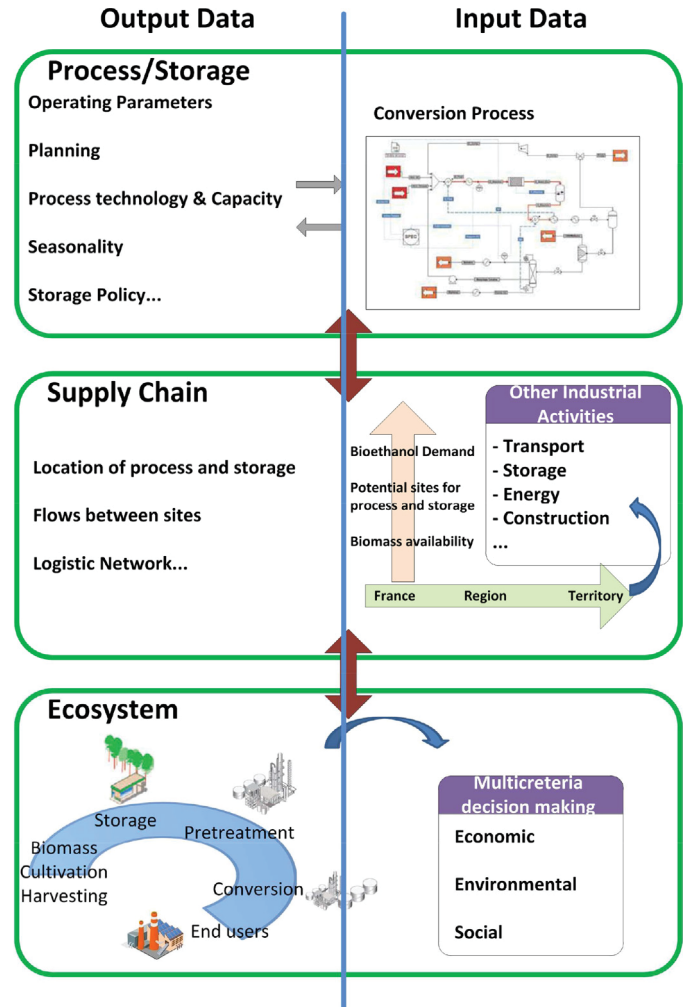 Output Data
Input Data
Process/Storage
Operating Parameters
Planning
Process technology & Capacity
Seasonality
Storage Policy...
Conversion Process
Supply Chain
Location of process and storage
Flows between sites
Logistic Network...
Bioethanol Demand
Potential sites for
process and storage
Biomass availability
France Region Territory
Other Industrial
Activities
- Transport
- Storage
- Energy
- Construction
...
Ecosystem
Storage
Pretreatment
Biomass
Cultivation
Harvesting
Conversion
End users
Multicreteria
decision making
Economic
Environmental
Social